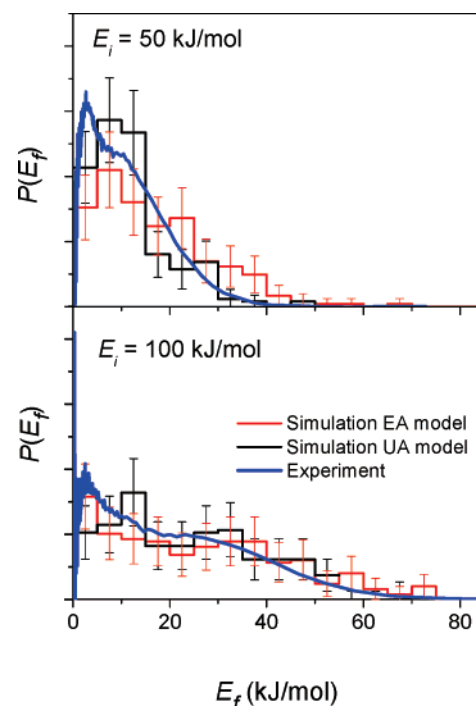 E_i = 50 kJ/mol
P(E_f)
E_i = 100 kJ/mol
P(E_f)
Simulation EA model
Simulation UA model
Experiment
0 20 40 60 80
E_f (kJ/mol)